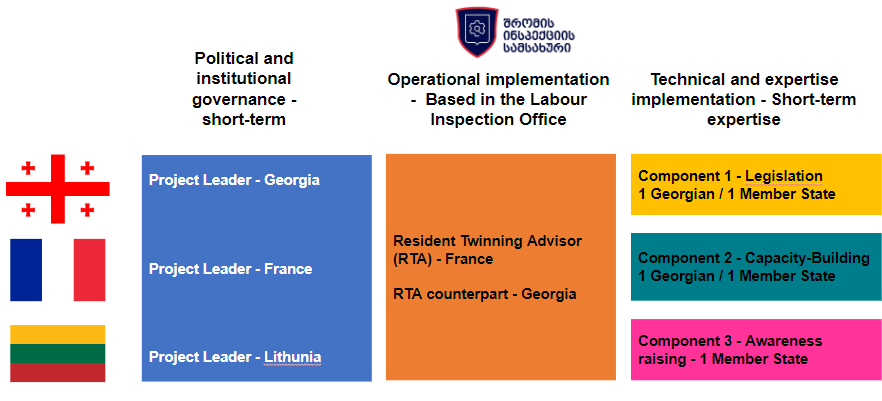 შრომის
ინსპექციის
სამსახური
Political and
institutional
governance -
short-term
Operational implementation
- Based in the Labour
Inspection Office
Technical and expertise
implementation - Short-term
expertise
Project Leader - Georgia
Project Leader - France
Project Leader - Lithunia
Resident Twinning Advisor
(RTA) - France
RTA counterpart - Georgia
Component 1 - Legislation
1 Georgian / 1 Member State
Component 2 - Capacity-Building
1 Georgian / 1 Member State
Component 3 - Awareness
raising - 1 Member State